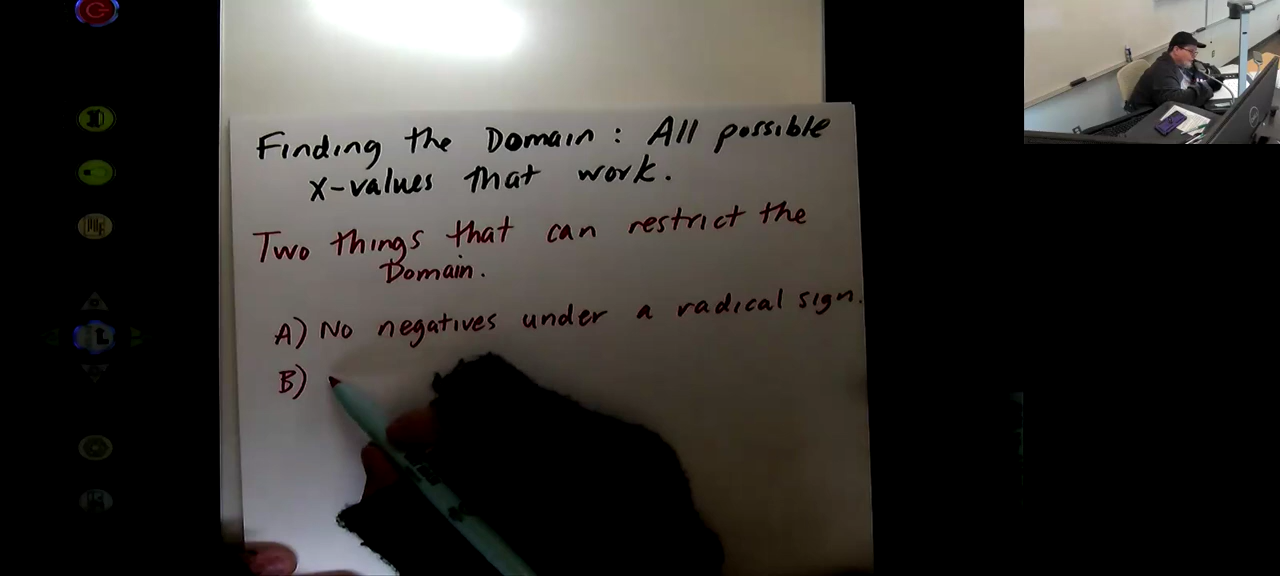 Finding the Domain: All possible
x-values that work.
Two things that can restrict the
Domain.
A) No negatives under a radical sign.
B)